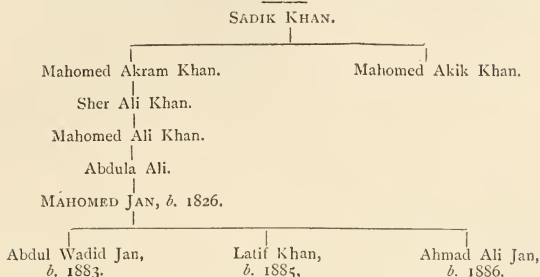 SADIK KHAN.
Mahomed Akram Khan. Mahomed Akik Khan.
Sher Ali Khan.
Mahomed Ali Khan.
Abdula Ali.
MAHOMED JAN, b. 1826.
Abdul Wadid Jan, Latif Khan, Ahmad Ali Jan,
b. 1883. b. 1885, b. 1886.